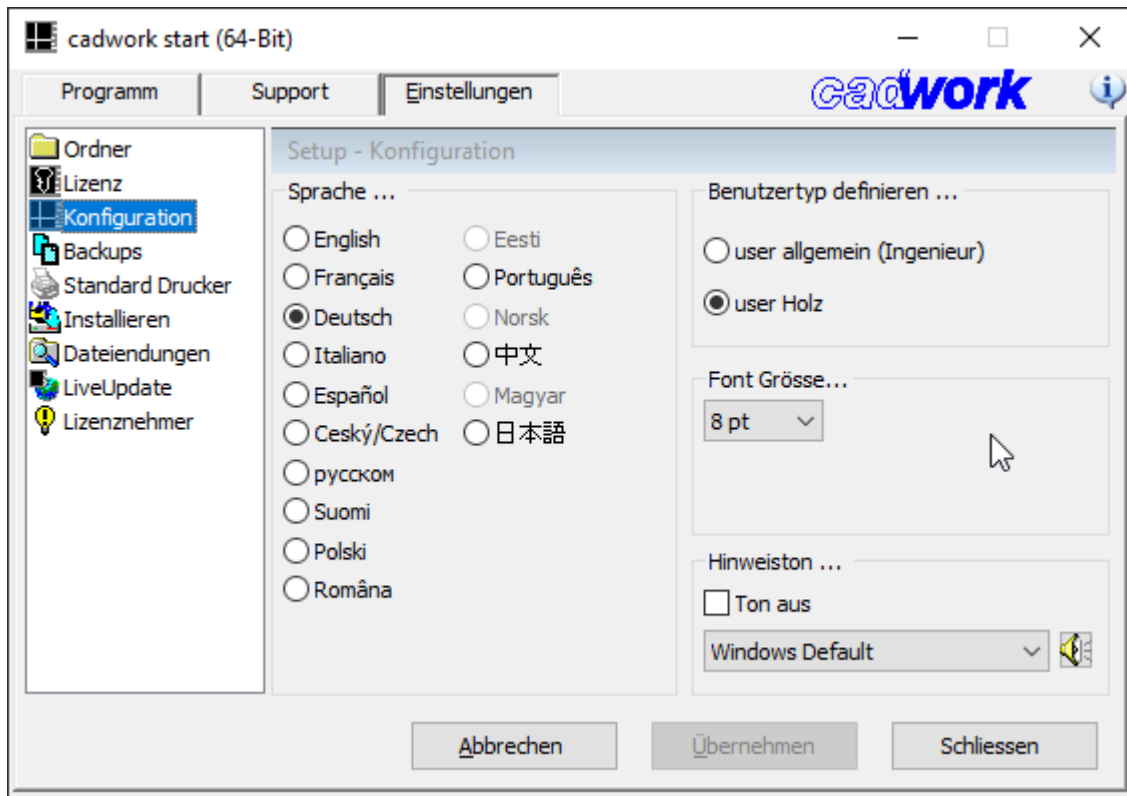 cadwork start (64-Bit)
Programm
Support
Einstellungen
cadwork
i
Ordner
Lizenz
Konfiguration
Backups
Standard Drucker
Installieren
Dateiendungen
LiveUpdate
Lizenznehmer
Setup - Konfiguration
Sprache ...
English
Français
Deutsch
Italiano
Español
Ceský/Czech
русском
Suomi
Polski
Româna
Eesti
Português
Norsk
中文
Magyar
日本語
Benutzertyp definieren ...
user allgemein (Ingenieur)
user Holz
Font Grösse...
8 pt
Hinweiston ...
Ton aus
Windows Default
Abbrechen
Übernehmen
Schliessen